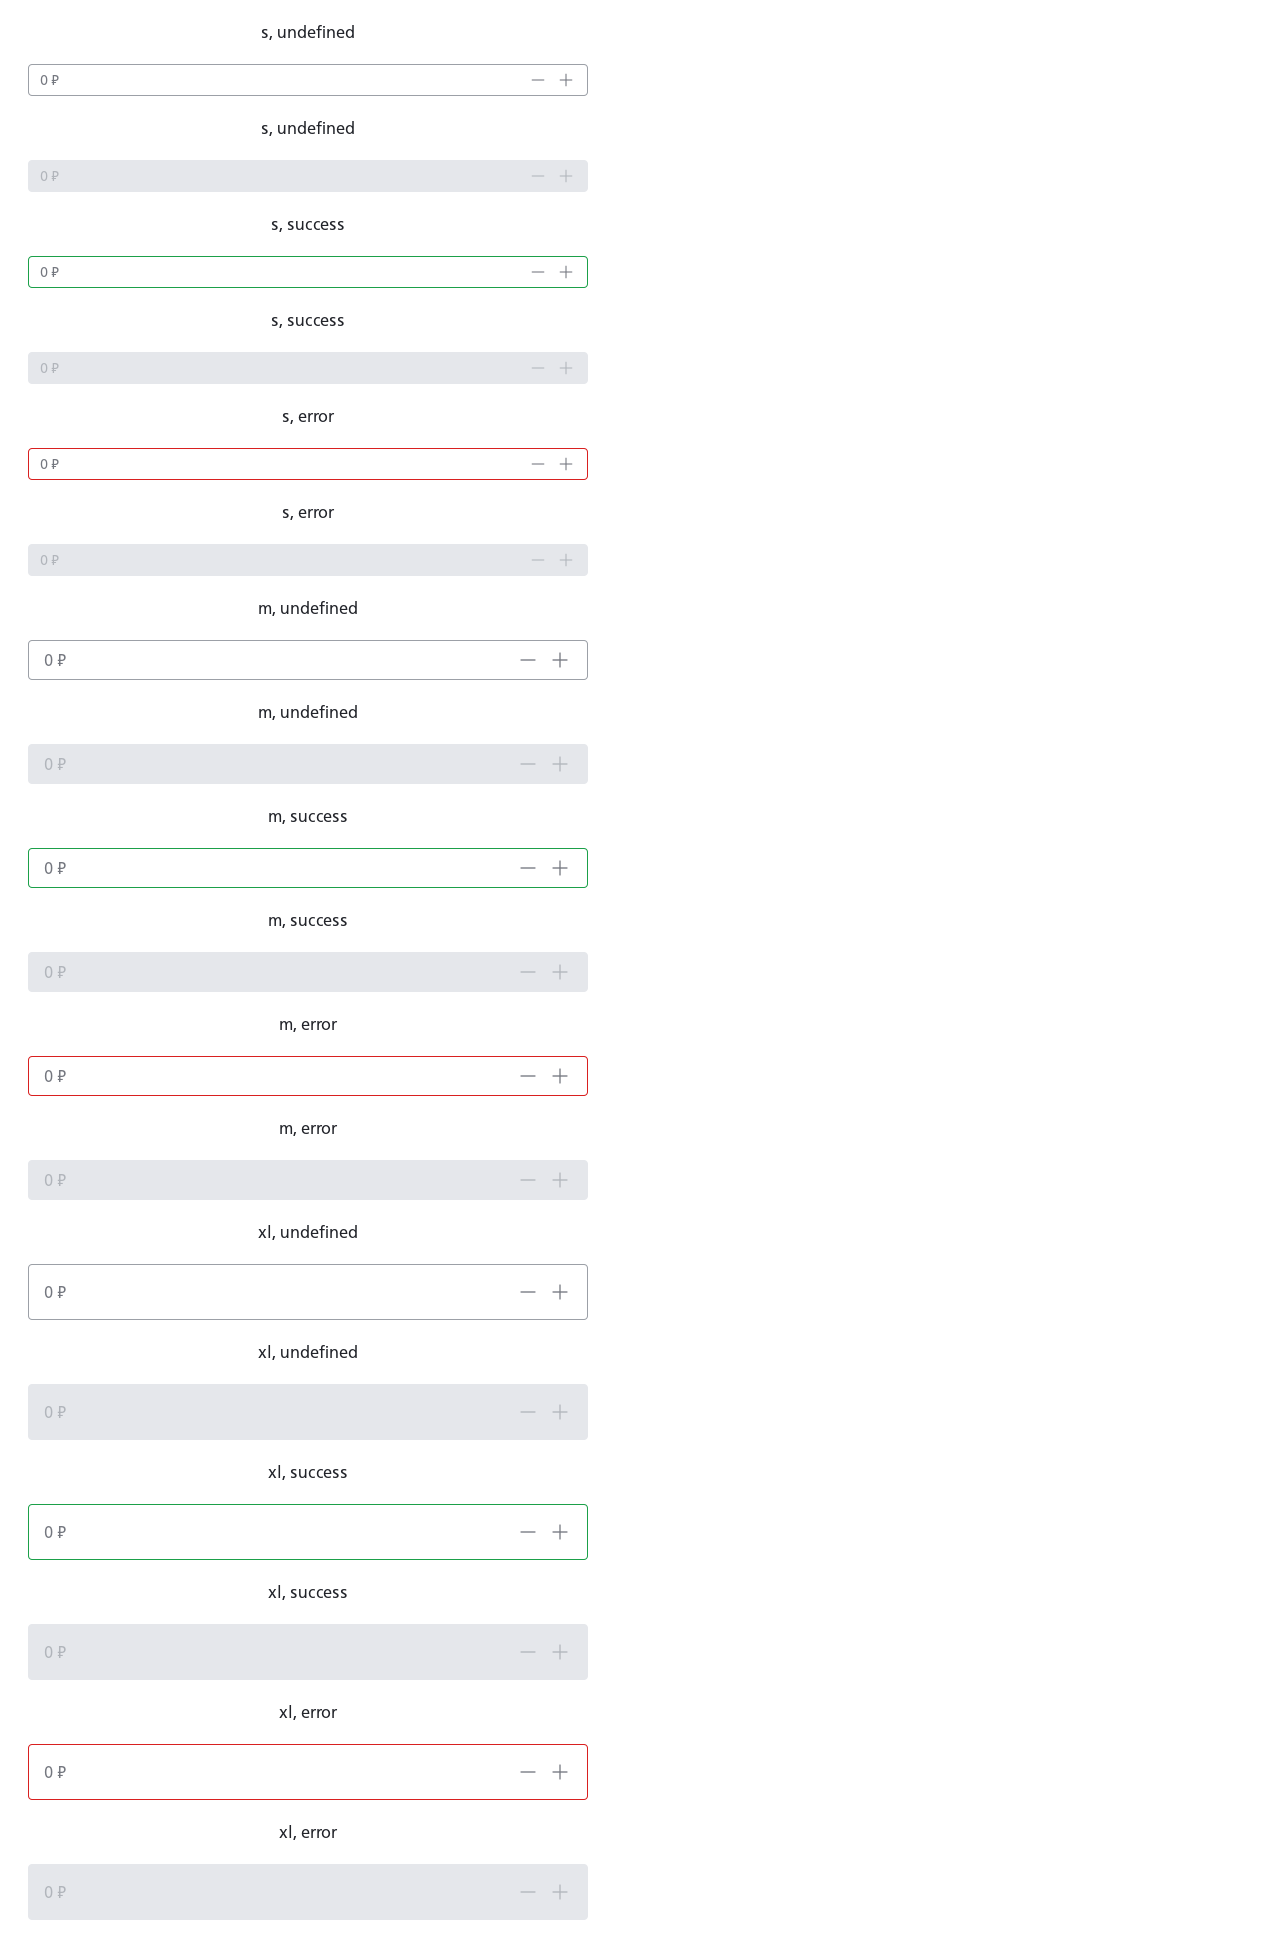 s, undefined
0 ₽
s, undefined
0 ₽
s, success
0 ₽
s, success
0 ₽
s, error
0 ₽
s, error
0 ₽
m, undefined
0 ₽
m, undefined
0 ₽
m, success
0 ₽
m, success
0 ₽
m, error
0 ₽
m, error
0 ₽
xl, undefined
0 ₽
xl, undefined
0 ₽
xl, success
0 ₽
xl, success
0 ₽
xl, error
0 ₽
xl, error
0 ₽